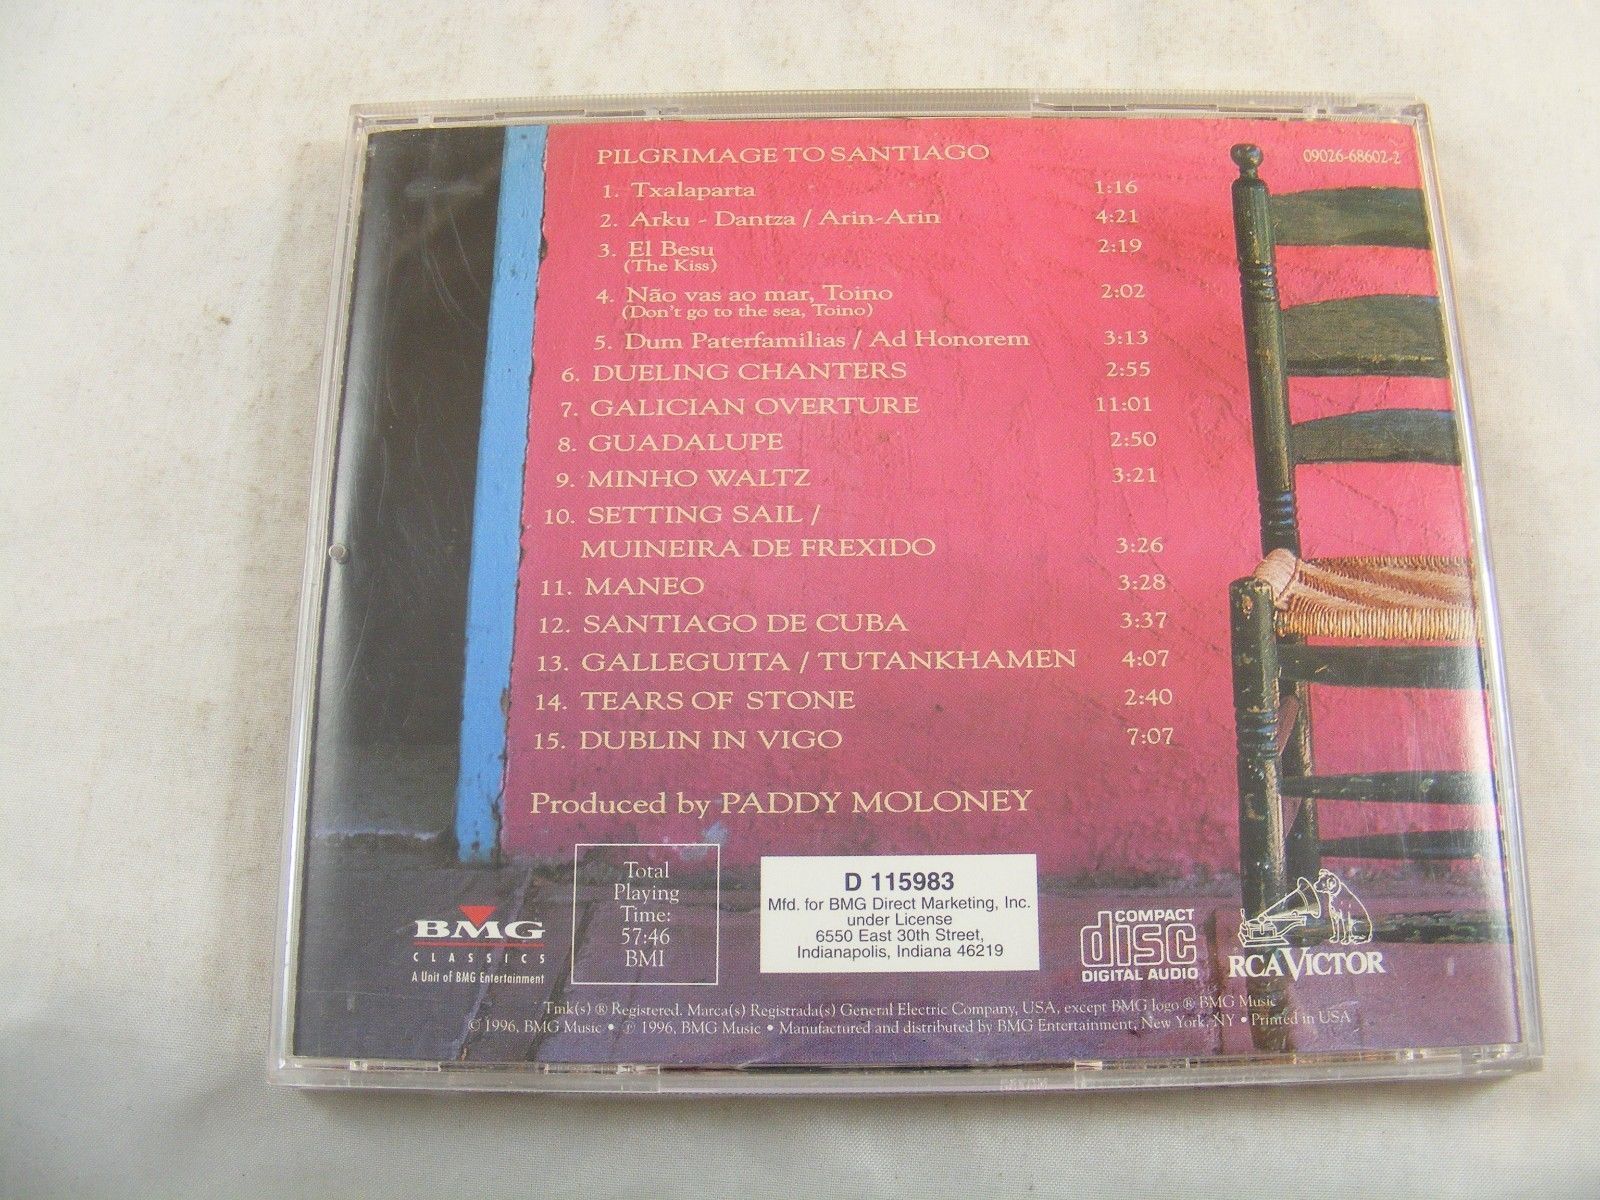 PILGRIMAGE TO SANTIAGO
09026-68602-2
1. Txalaparta 1:16
2. Arku - Dantza / Arin-Arin 4:21
3. El Besu 2:19
(The Kiss)
4. Não vas ao mar, Toino 2:02
(Don't go to the sea, Toino)
5. Dum Paterfamilias / Ad Honorem 3:13
6. DUELING CHANTERS 2:55
7. GALICIAN OVERTURE 11:01
8. GUADALUPE 2:50
9. MINHO WALTZ 3:21
10. SETTING SAIL /
MUINEIRA DE FREXIDO 3:26
11. MANEO 3:28
12. SANTIAGO DE CUBA 3:37
13. GALLEGUITA / TUTANKHAMEN 4:07
14. TEARS OF STONE 2:40
15. DUBLIN IN VIGO 7:07
Produced by PADDY MOLONEY
BMG
CLASSICS
A Unit of BMG Entertainment
Total
Playing
Time:
57:46
BMI
D 115983
Mfd. for BMG Direct Marketing, Inc.
under License
6550 East 30th Street,
Indianapolis, Indiana 46219
COMPACT
disc
DIGITAL AUDIO
RCA VICTOR
Tmk(s) ® Registered. Marca(s) Registrada(s) General Electric Company, USA, except BMG logo ® BMG Music
© 1996, BMG Music • ℗ 1996, BMG Music • Manufactured and distributed by BMG Entertainment, New York, NY • Printed in USA